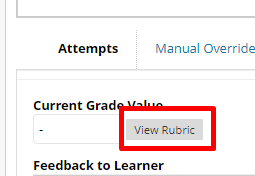 Attempts Manual Override
Current Grade Value
- View Rubric
Feedback to Learner